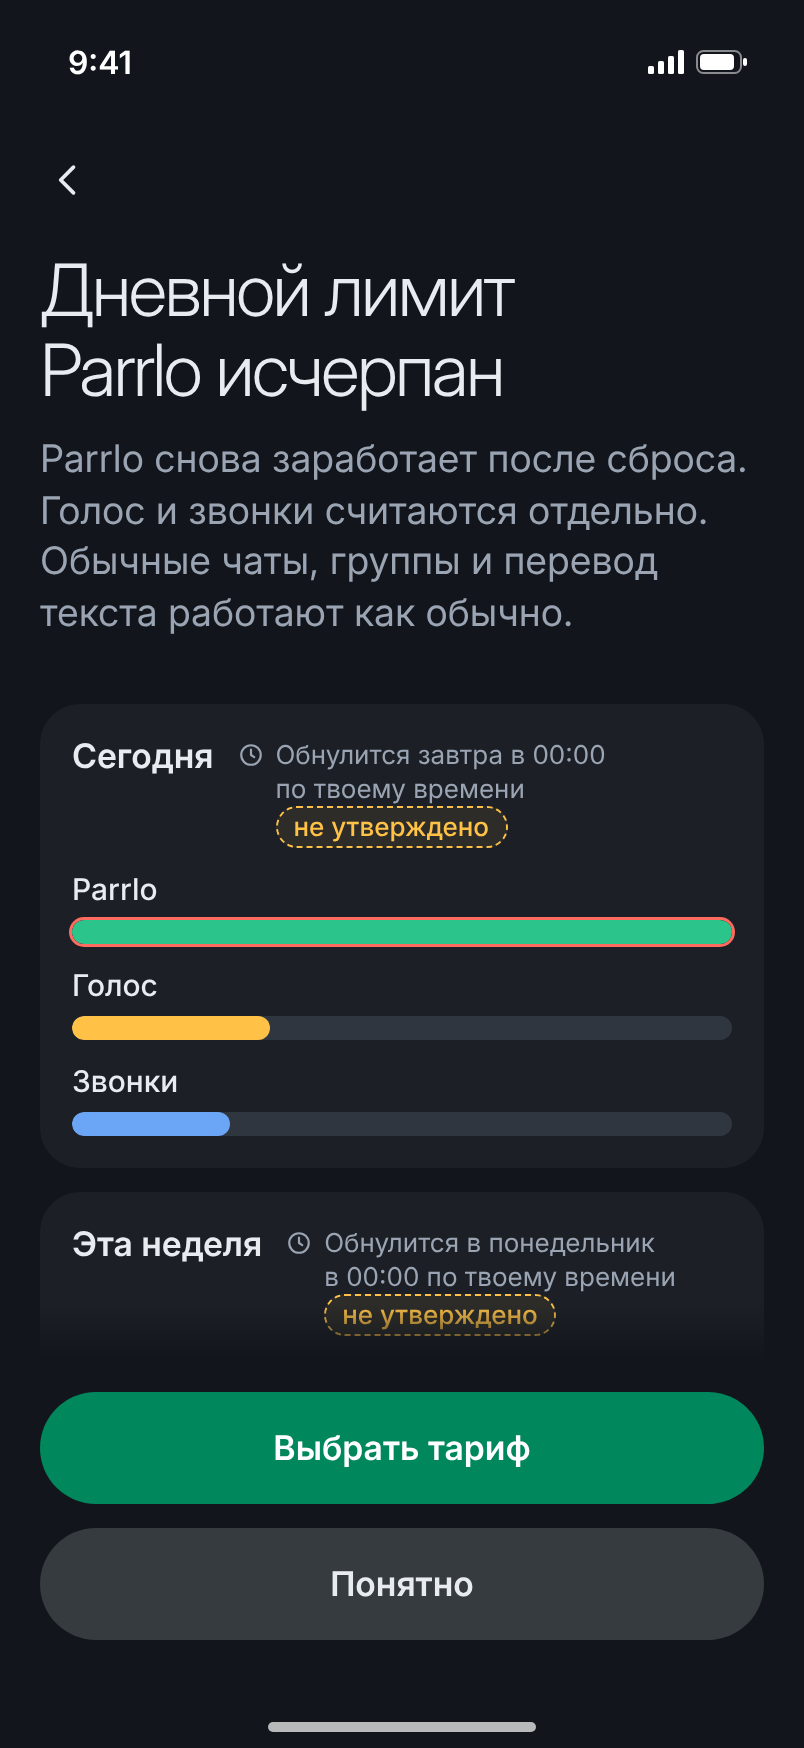 9:41
Дневной лимит
Parrlo исчерпан
Parrlo снова заработает после сброса.
Голос и звонки считаются отдельно.
Обычные чаты, группы и перевод
текста работают как обычно.
Сегодня
Обнулится завтра в 00:00
по твоему времени
не утверждено
Parrlo
Голос
Звонки
Эта неделя
Обнулится в понедельник
в 00:00 по твоему времени
не утверждено
Выбрать тариф
Понятно